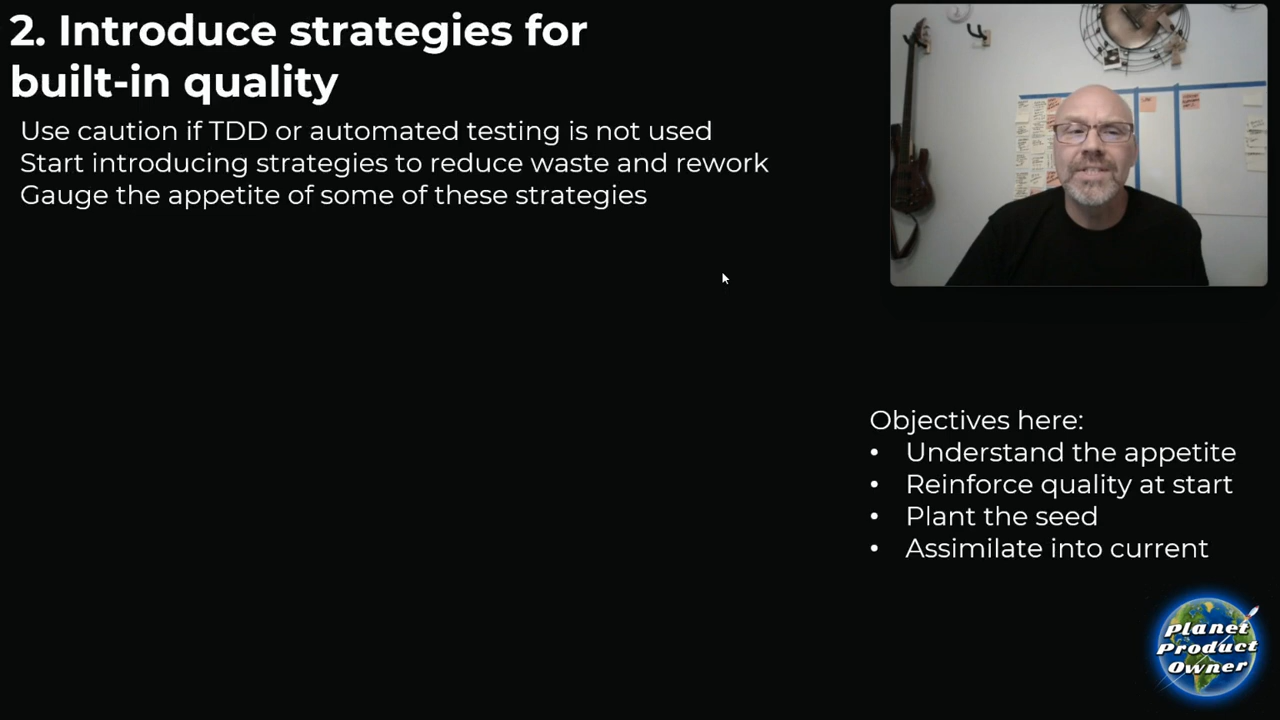 2. Introduce strategies for
built-in quality
Use caution if TDD or automated testing is not used
Start introducing strategies to reduce waste and rework
Gauge the appetite of some of these strategies
Objectives here:
• Understand the appetite
• Reinforce quality at start
• Plant the seed
• Assimilate into current
Planet
Product
Owner